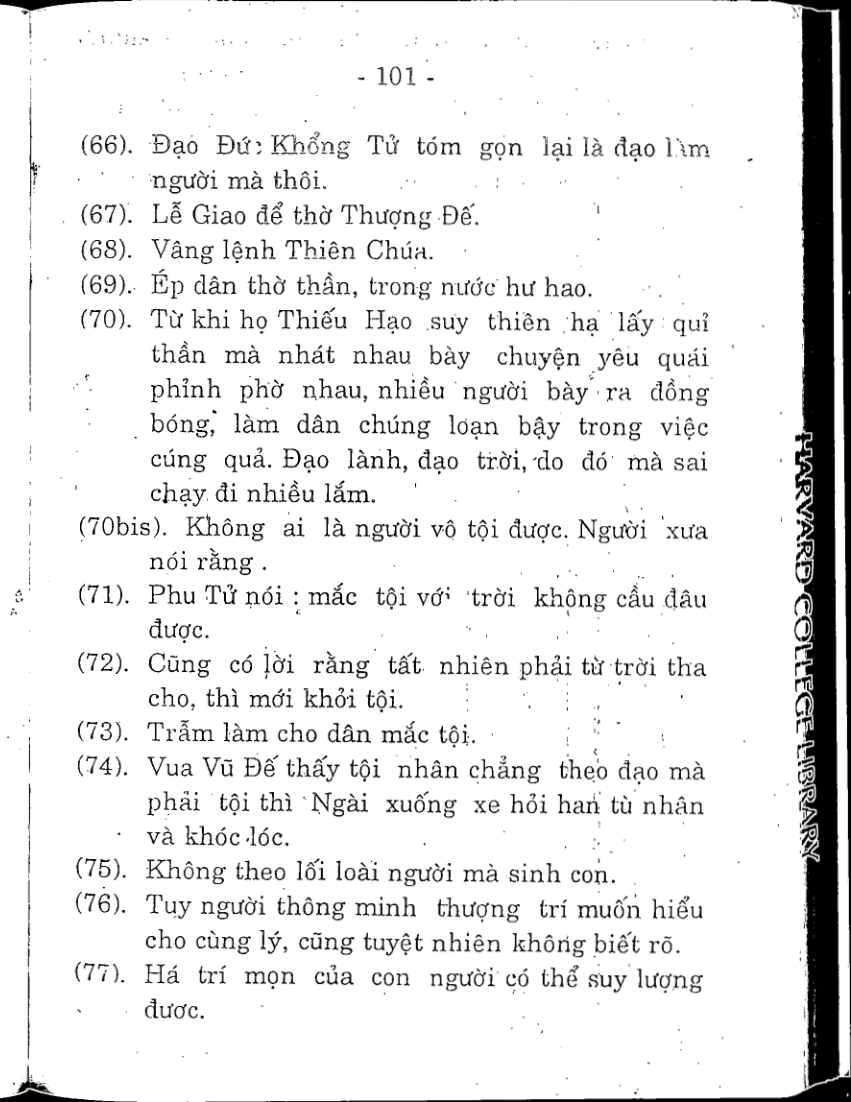 - 101 -
(66). Đạo Đứ: Khổng Tử tóm gọn lại là đạo làm
người mà thôi.
(67). Lễ Giao để thờ Thượng Đế.
(68). Vâng lệnh Thiên Chúa.
(69). Ép dân thờ thần, trong nước hư hao.
(70). Từ khi họ Thiếu Hạo suy thiên hạ lấy quỉ
thần mà nhát nhau bày chuyện yêu quái
phỉnh phờ nhau, nhiều người bày ra đồng
bóng, làm dân chúng loạn bậy trong việc
cúng quả. Đạo lành, đạo trời, do đó mà sai
chạy đi nhiều lắm.
(70bis). Không ai là người vô tội được. Người xưa
nói rằng .
(71). Phu Tử nói : mắc tội với trời không cầu đâu
được.
(72). Cũng có lời rằng tất nhiên phải từ trời tha
cho, thì mới khỏi tội.
(73). Trẫm làm cho dân mắc tội.
(74). Vua Vũ Đế thấy tội nhân chẳng theo đạo mà
phải tội thì Ngài xuống xe hỏi han tù nhân
và khóc lóc.
(75). Không theo lối loài người mà sinh con.
(76). Tuy người thông minh thượng trí muốn hiểu
cho cùng lý, cũng tuyệt nhiên không biết rõ.
(77). Há trí mọn của con người có thể suy lượng
đươc.
HARVARD COLLEGE LIBRARY